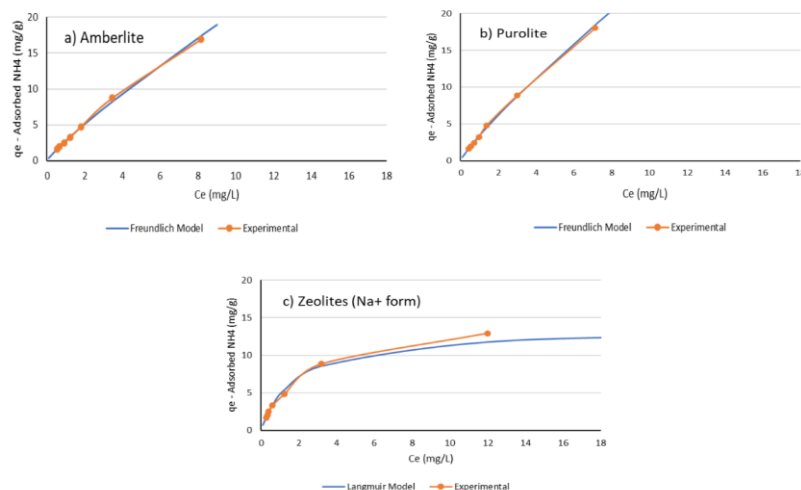 a) Amberlite
qe - Adsorbed NH4 (mg/g)
20
15
10
5
0
0 2 4 6 8 10 12 14 16 18
Ce (mg/L)
Freundlich Model Experimental
b) Purolite
qe - Adsorbed NH4 (mg/g)
20
15
10
5
0
0 2 4 6 8 10 12 14 16 18
Ce (mg/L)
Freundlich Model Experimental
c) Zeolites (Na+ form)
qe - Adsorbed NH4 (mg/g)
20
15
10
5
0
0 2 4 6 8 10 12 14 16 18
Ce (mg/L)
Langmuir Model Experimental